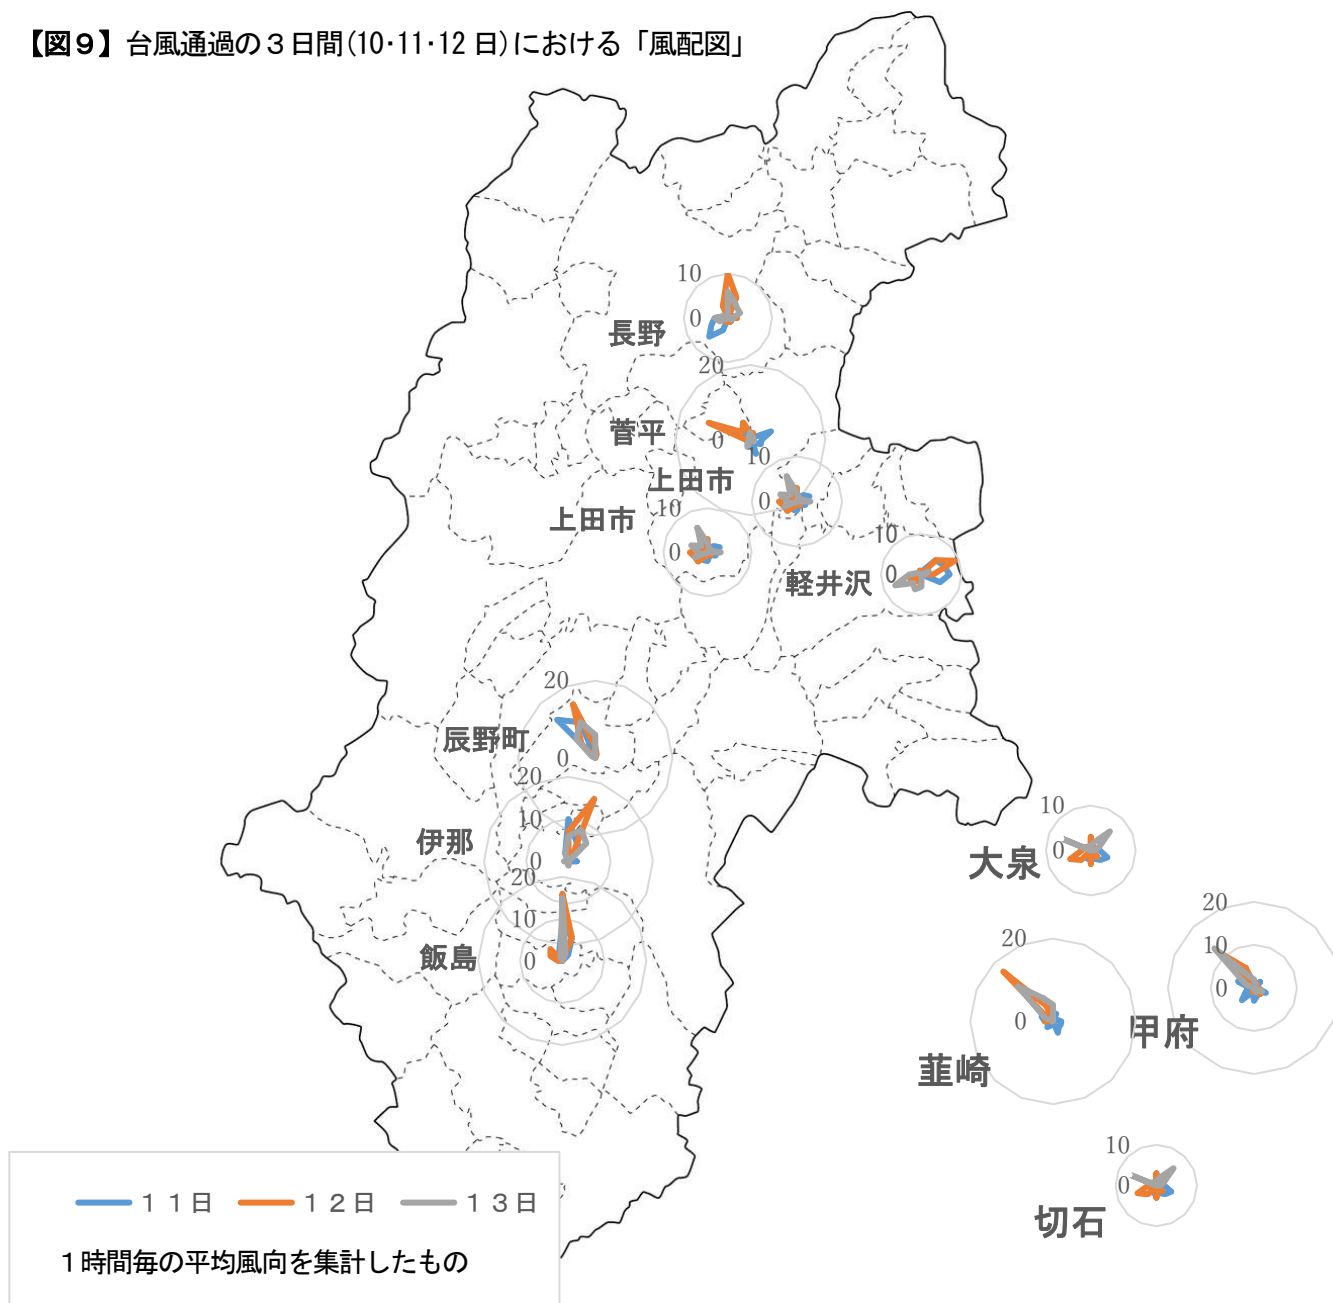 【図９】台風通過の３日間(10･11･12 日)における「風配図」
10
0
長野
20
0
菅平
10
0
上田市
10
0
上田市
10
0
軽井沢
20
0
辰野町
20
10
0
伊那
20
10
0
飯島
10
0
大泉
20
10
0
甲府
20
0
韮崎
10
0
切石
１１日 １２日 １３日
１時間毎の平均風向を集計したもの